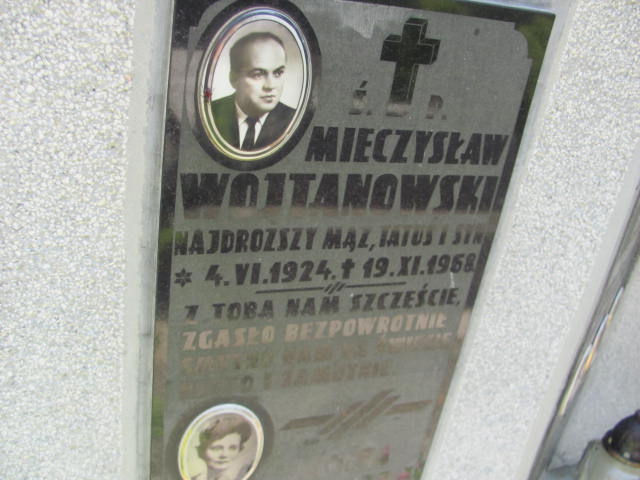 Ś. P.
MIECZYSŁAW
WOJTANOWSKI
NAJDROŻSZY MĄŻ, TATUŚ I SYN
* 4.VI.1924. † 19.XI.1968.
Z TOBĄ NAM SZCZĘŚCIE,
ZGASŁO BEZPOWROTNIE
I